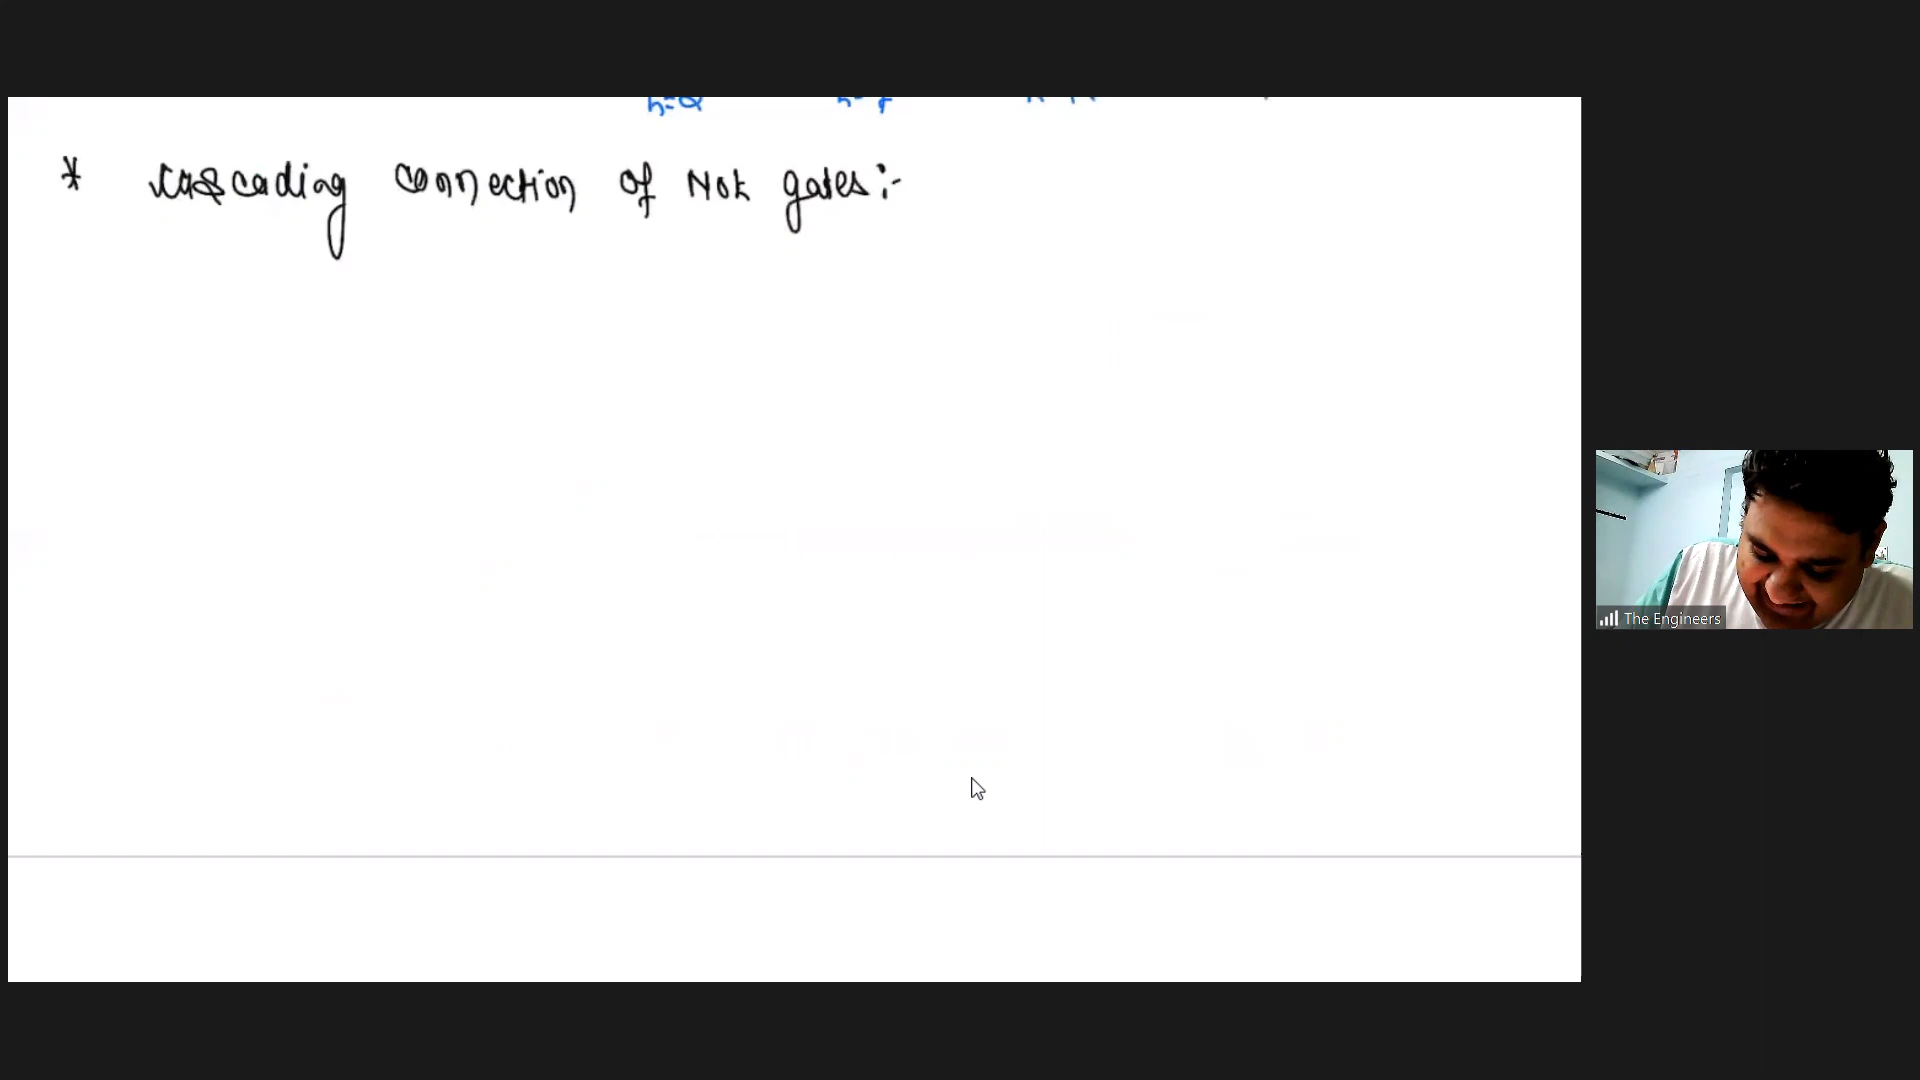 * Cascading connection of Not gates:-
The Engineers